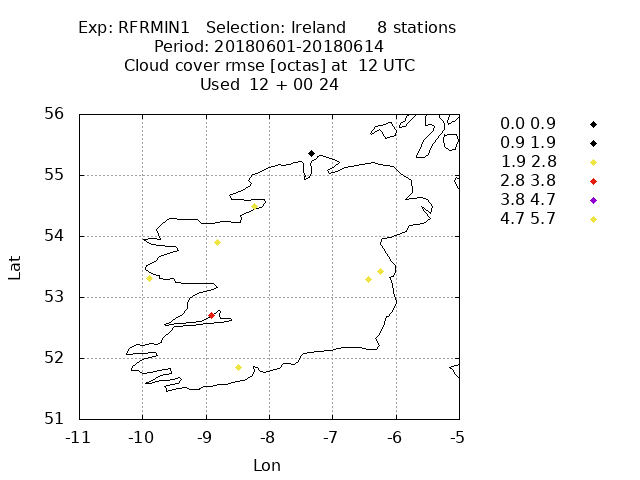 Exp: RFRMIN1 Selection: Ireland 8 stations
Period: 20180601-20180614
Cloud cover rmse [octas] at 12 UTC
Used 12 + 00 24
56
55
54
53
52
51
-11 -10 -9 -8 -7 -6 -5
Lat
Lon
0.0 0.9
0.9 1.9
1.9 2.8
2.8 3.8
3.8 4.7
4.7 5.7